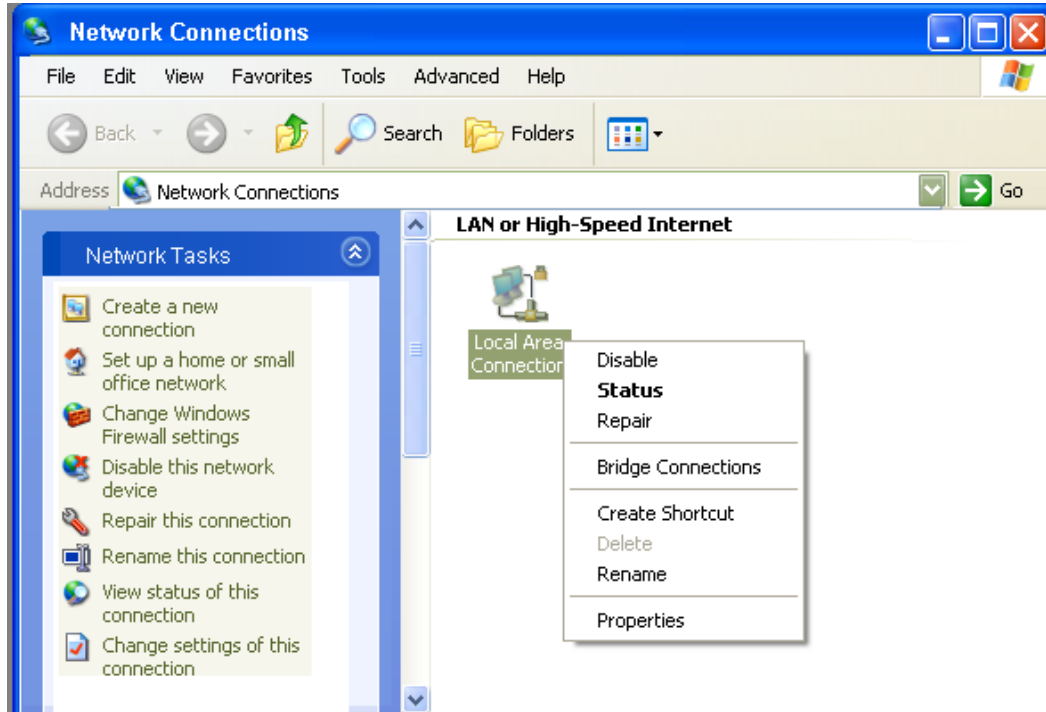 Network Connections
File Edit View Favorites Tools Advanced Help
Back Search Folders
Address Network Connections Go
Network Tasks
Create a new
connection
Set up a home or small
office network
Change Windows
Firewall settings
Disable this network
device
Repair this connection
Rename this connection
View status of this
connection
Change settings of this
connection
LAN or High-Speed Internet
Local Area
Connection
Disable
Status
Repair
Bridge Connections
Create Shortcut
Delete
Rename
Properties